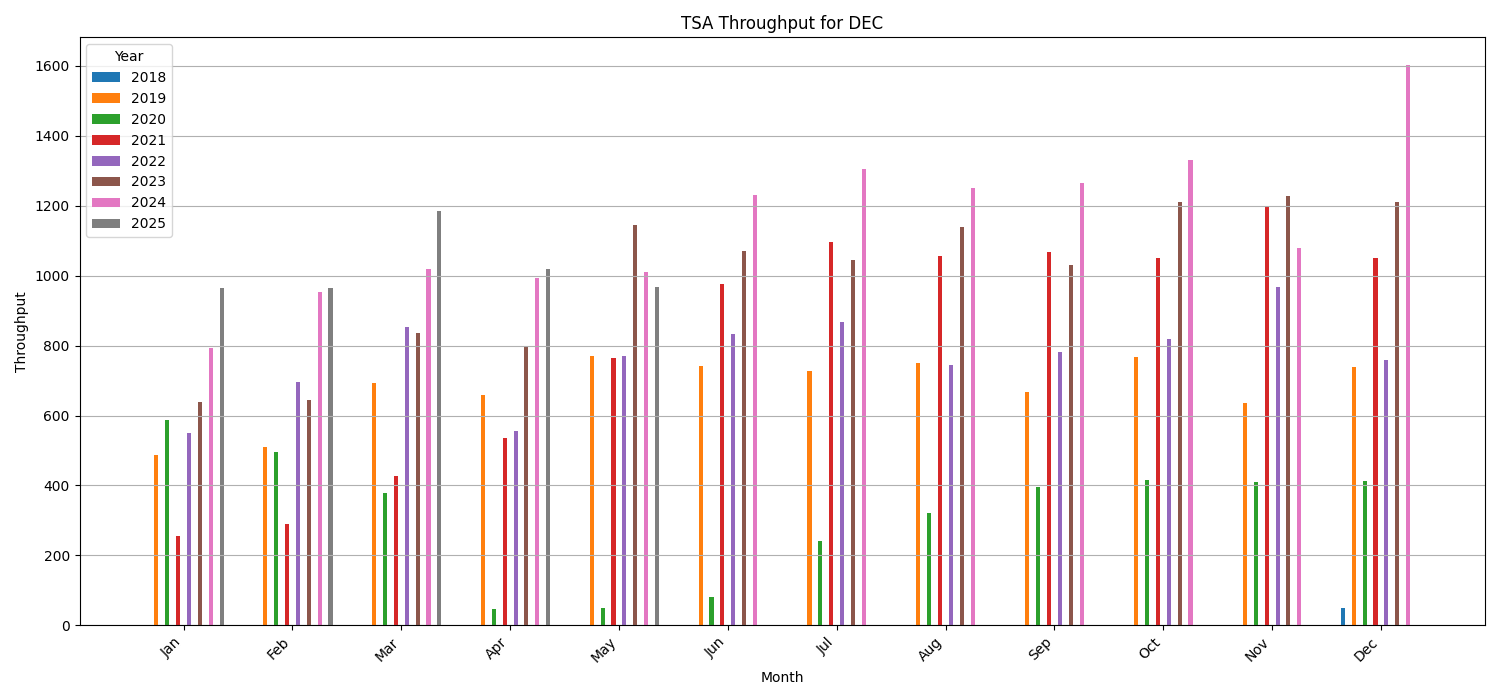 TSA Throughput for DEC
Year
2018
2019
2020
2021
2022
2023
2024
2025
Throughput
1600
1400
1200
1000
800
600
400
200
0
Jan
Feb
Mar
Apr
May
Jun
Jul
Aug
Sep
Oct
Nov
Dec
Month